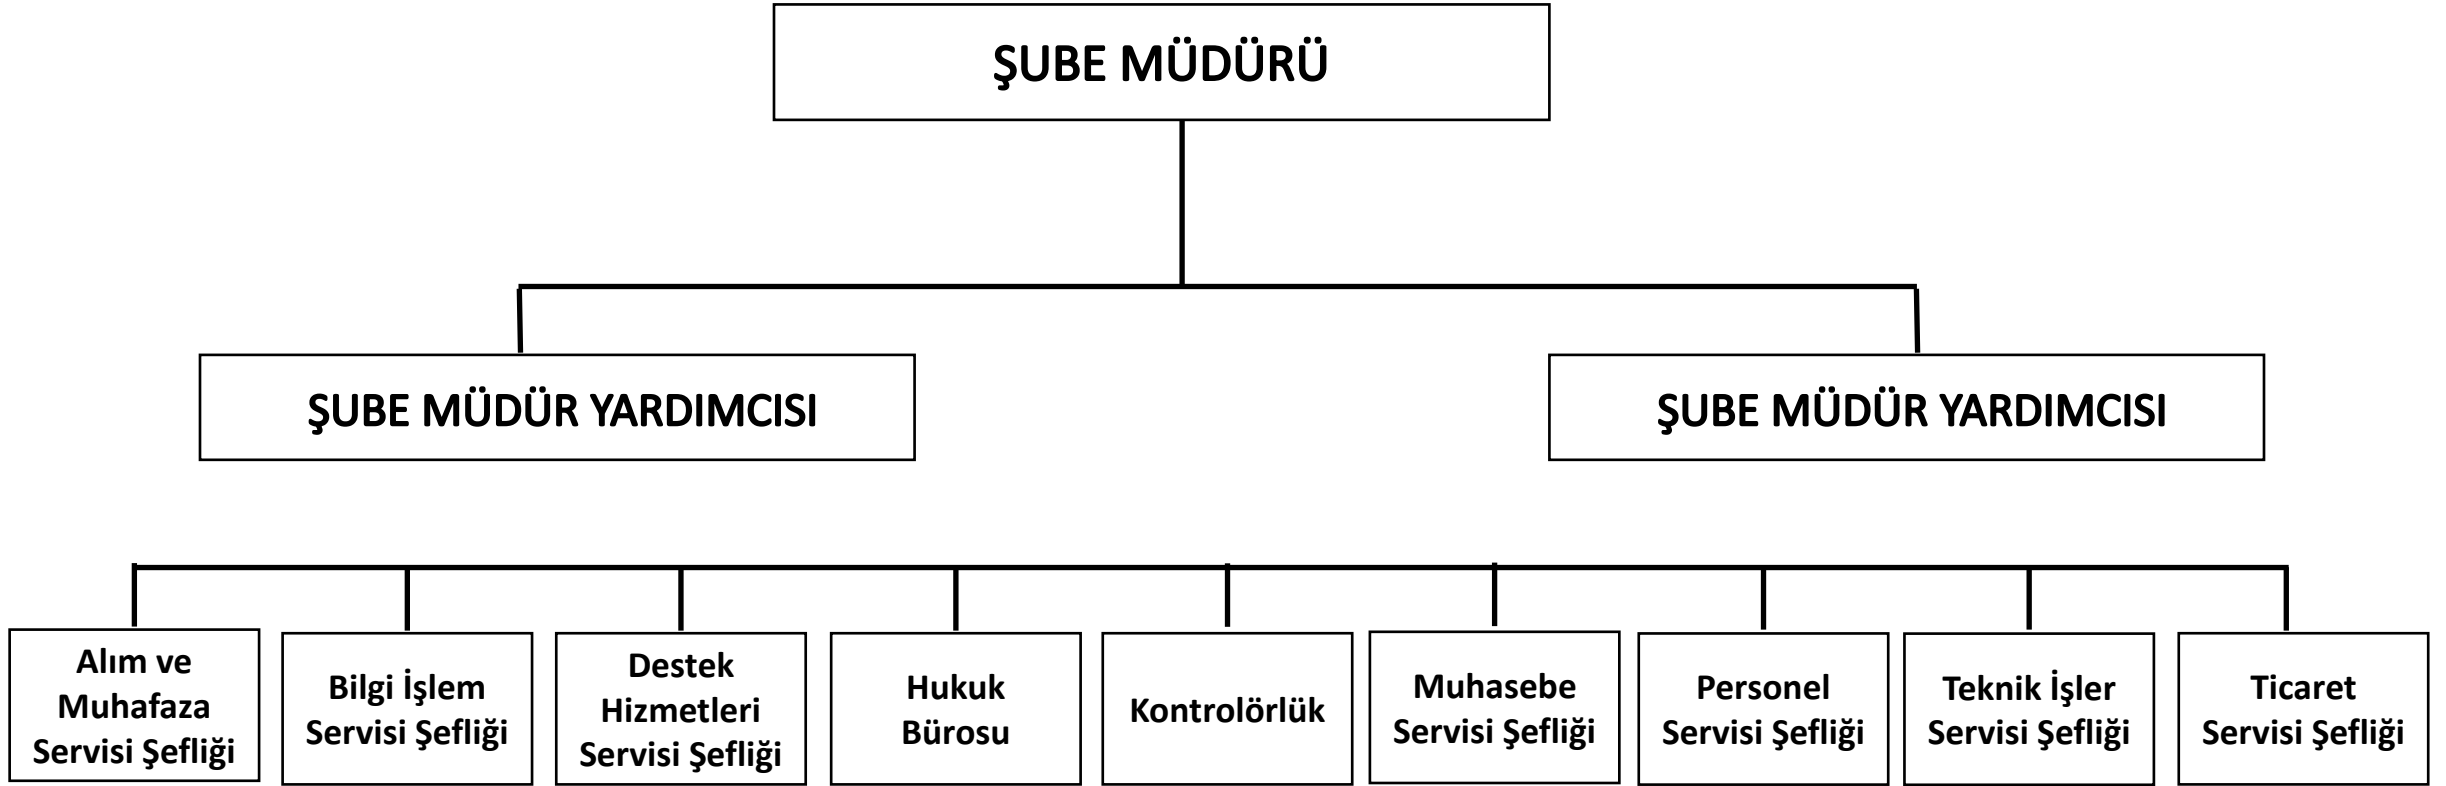 ŞUBE MÜDÜRÜ
ŞUBE MÜDÜR YARDIMCISI
ŞUBE MÜDÜR YARDIMCISI
Alım ve
Muhafaza
Servisi Şefliği
Bilgi İşlem
Servisi Şefliği
Destek
Hizmetleri
Servisi Şefliği
Hukuk
Bürosu
Kontrolörlük
Muhasebe
Servisi Şefliği
Personel
Servisi Şefliği
Teknik İşler
Servisi Şefliği
Ticaret
Servisi Şefliği